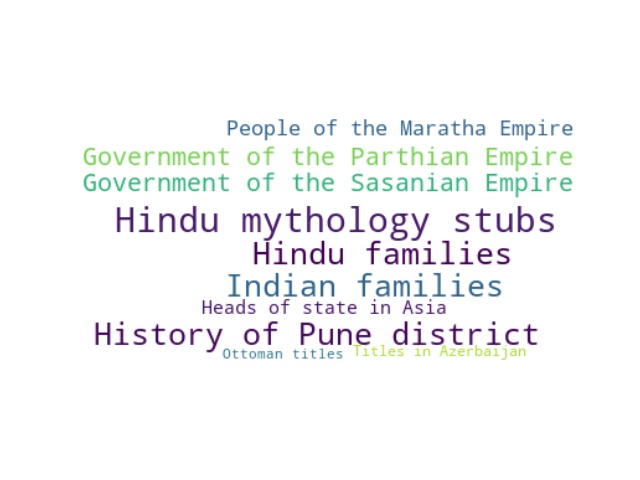 People of the Maratha Empire
Government of the Parthian Empire
Government of the Sasanian Empire
Hindu mythology stubs
Hindu families
Indian families
Heads of state in Asia
History of Pune district
Ottoman titles Titles in Azerbaijan